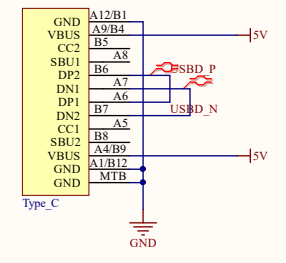 GND A12/B1
VBUS A9/B4 5V
CC2 B5
SBU1 A8
DP2 B6 USBD_P
DN1 A7
DP1 A6
DN2 B7 USBD_N
CC1 A5
SBU2 B8
VBUS A4/B9 5V
GND A1/B12
GND MTB
Type_C
GND